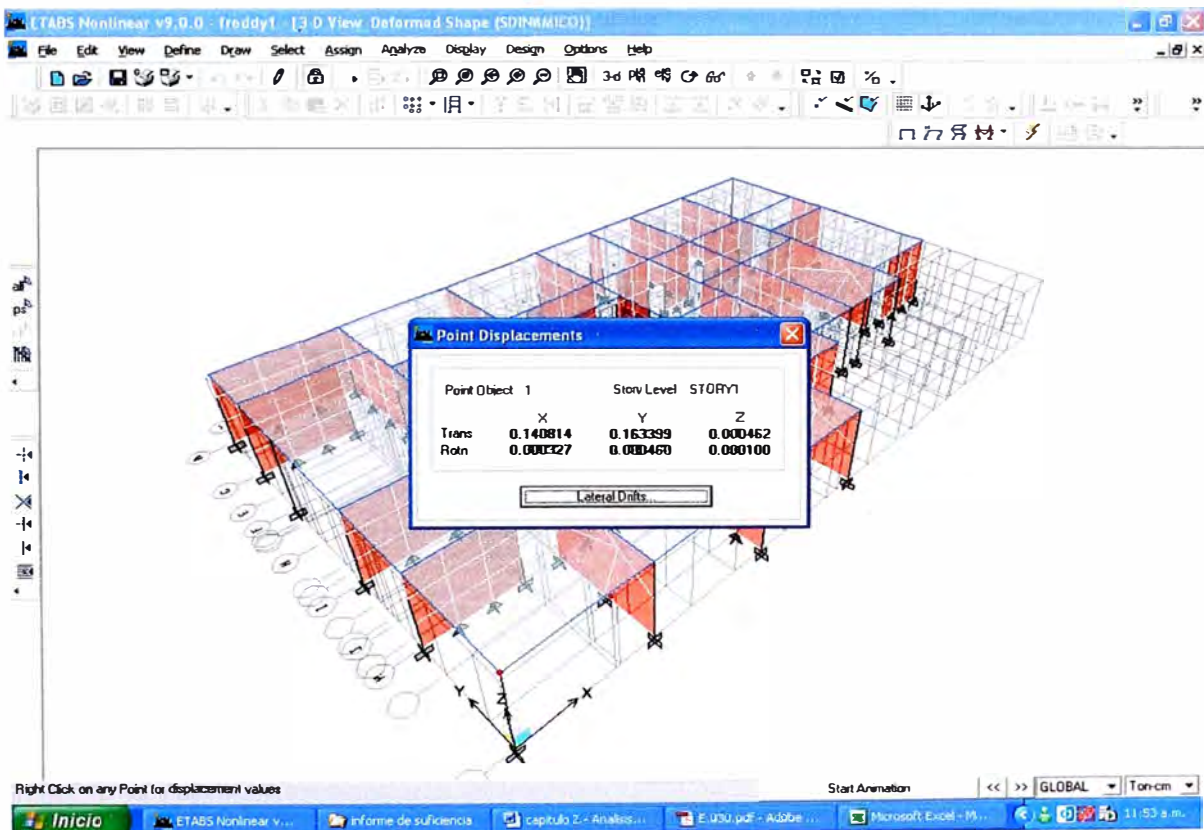 ETABS Nonlinear v9.0.0 - freddy1 - [3-D View Deformed Shape (SDINAMICO)]
File Edit View Define Draw Select Assign Analyze Display Design Options Help
3-d
Point Displacements
Point Object 1 Story Level STORY1
X Y Z
Trans 0.140814 0.163399 0.000462
Rotn 0.000327 0.000460 0.000100
Lateral Drifts...
Y Z X
Right Click on any Point for displacement values Start Animation << >> GLOBAL Ton-cm
Inicio ETABS Nonlinear v... informe de suficiencia capitulo 2.- Analisis... E.030.pdf - Adobe ... Microsoft Excel - M... 11:53 a.m.